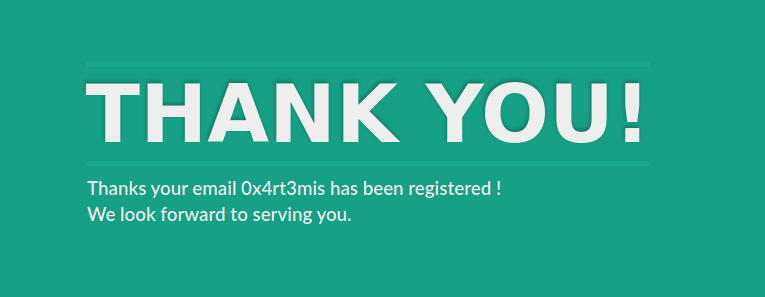 THANK YOU!
Thanks your email 0x4rt3mis has been registered !
We look forward to serving you.